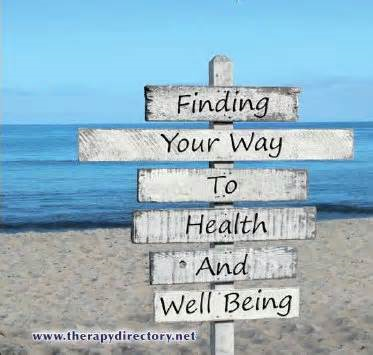 Finding
Your Way
To
Health
And
Well Being
www.therapydirectory.net